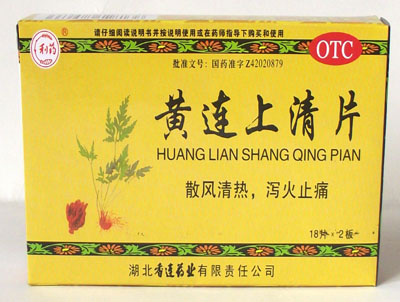 请仔细阅读说明书并按说明使用或在药师指导下购买和使用
利药®
OTC
批准文号：国药准字Z42020879
黄连上清片
HUANG LIAN SHANG QING PIAN
散风清热，泻火止痛
18片×2板
湖北香莲药业有限责任公司